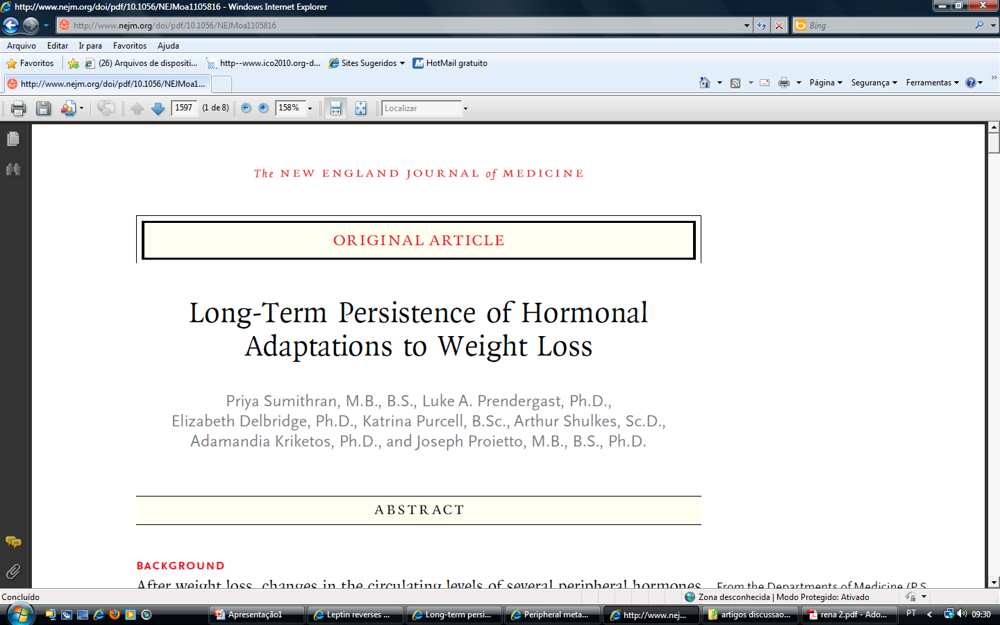 http://www.nejm.org/doi/pdf/10.1056/NEJMoa1105816 - Windows Internet Explorer
http://www.nejm.org/doi/pdf/10.1056/NEJMoa1105816
Bing
Arquivo Editar Ir para Favoritos Ajuda
Favoritos (26) Arquivos de dispositi... http--www.ico2010.org-d... Sites Sugeridos HotMail gratuito
http://www.nejm.org/doi/pdf/10.1056/NEJMoa1... Página Segurança Ferramentas
1597 (1 de 8) 158% Localizar
The NEW ENGLAND JOURNAL of MEDICINE
ORIGINAL ARTICLE
Long-Term Persistence of Hormonal
Adaptations to Weight Loss
Priya Sumithran, M.B., B.S., Luke A. Prendergast, Ph.D.,
Elizabeth Delbridge, Ph.D., Katrina Purcell, B.Sc., Arthur Shulkes, Sc.D.,
Adamandia Kriketos, Ph.D., and Joseph Proietto, M.B., B.S., Ph.D.
ABSTRACT
BACKGROUND
After weight loss, changes in the circulating levels of several peripheral hormones
From the Departments of Medicine (P.S.
Concluído
Zona desconhecida | Modo Protegido: Ativado
Apresentação1 Leptin reverses ... Long-term persi... Peripheral meta... http://www.nej... artigos discussao... rena 2.pdf - Ado... PT 09:30